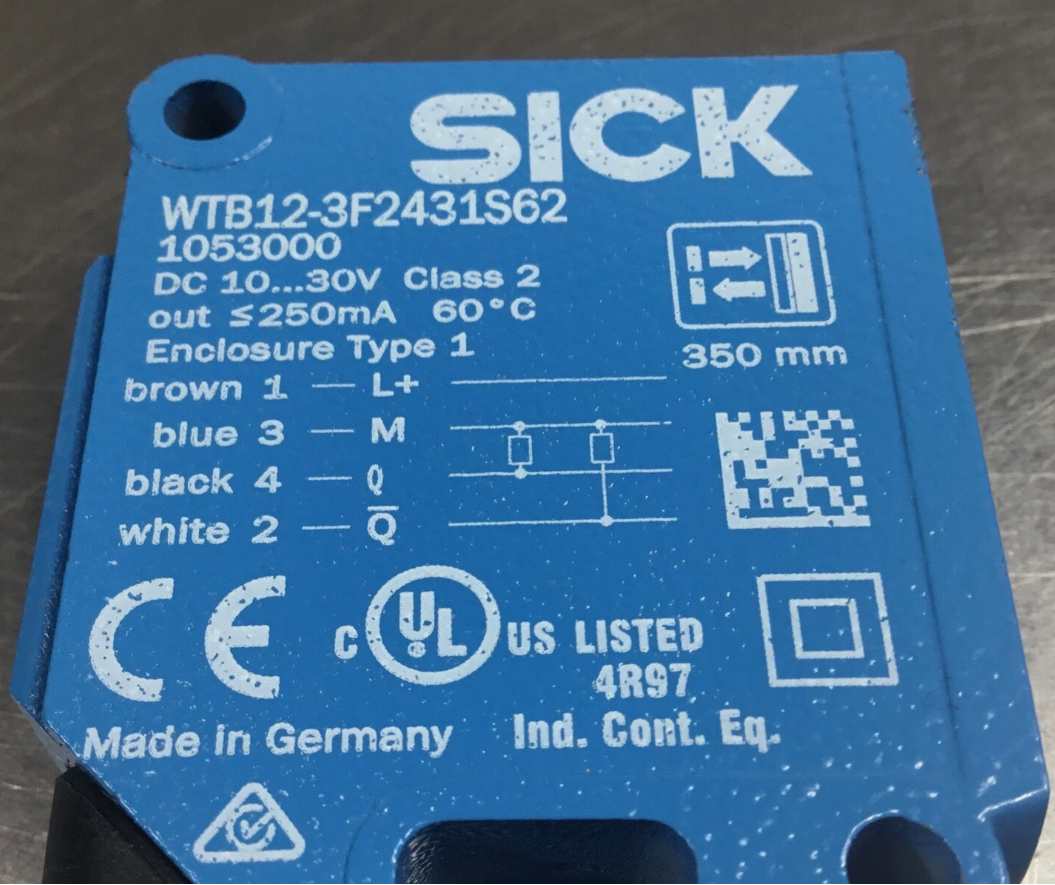 SICK
WTB12-3F2431S62
1053000
DC 10...30V Class 2
out ≤250mA 60°C
Enclosure Type 1
350 mm
brown 1 — L+
blue 3 — M
black 4 — Q
white 2 — Q̅
CE
C UL US LISTED
4R97
Made in Germany
Ind. Cont. Eq.